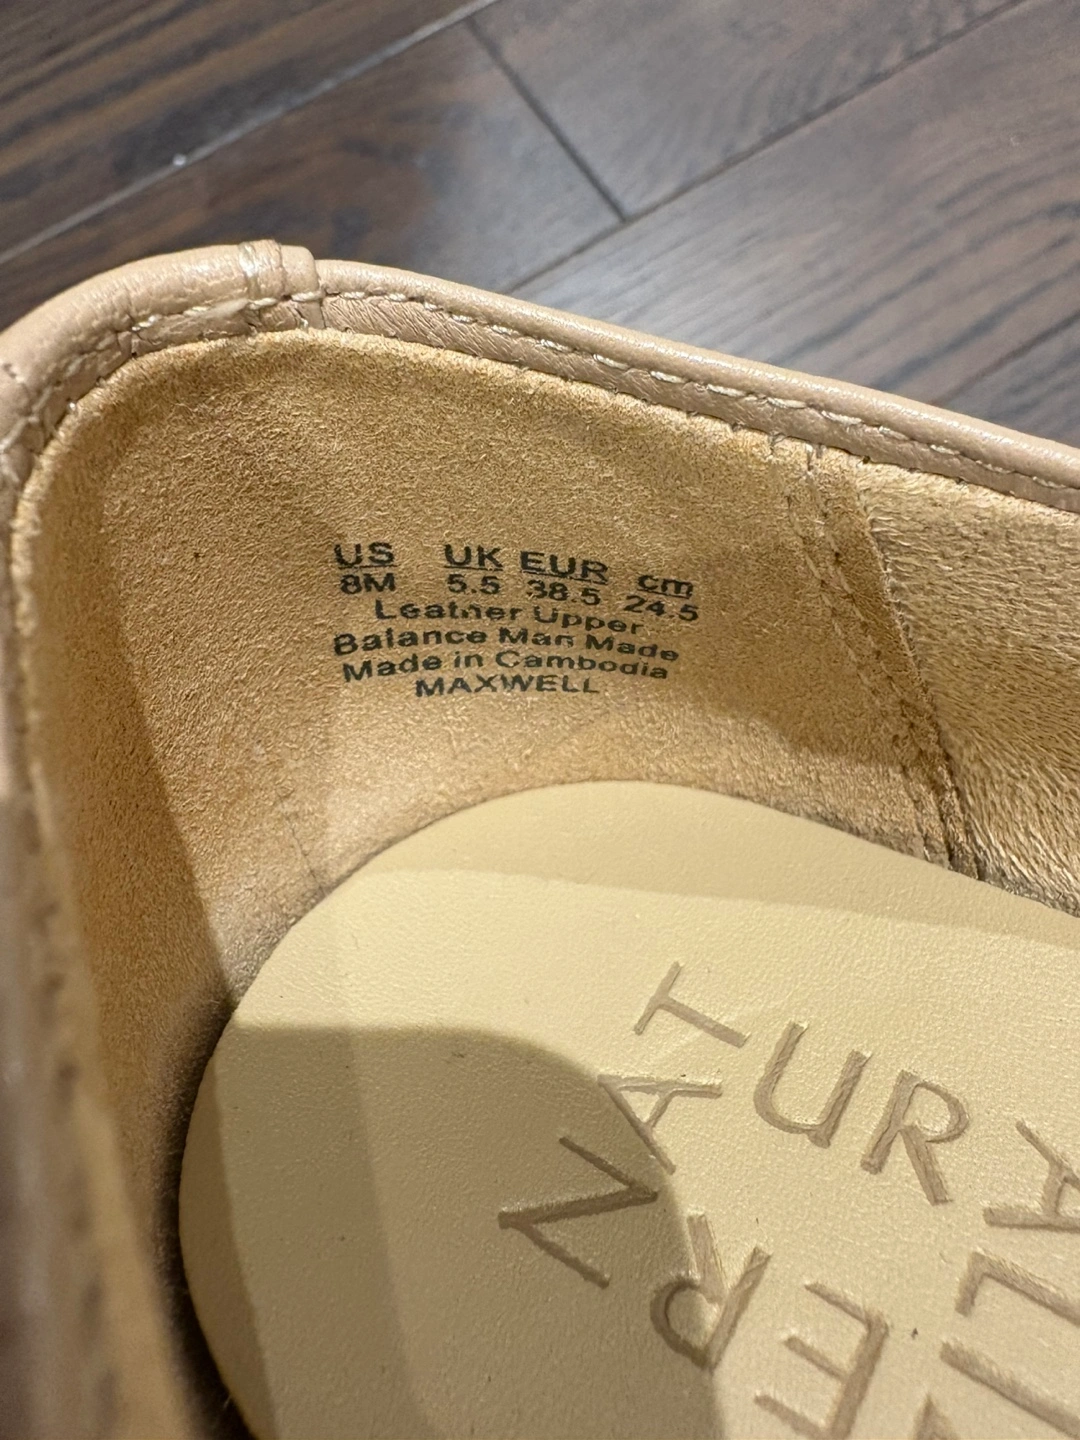 US UK EUR cm
8M 5.5 38.5 24.5
Leather Upper
Balance Man Made
Made in Cambodia
MAXWELL
NATURAL